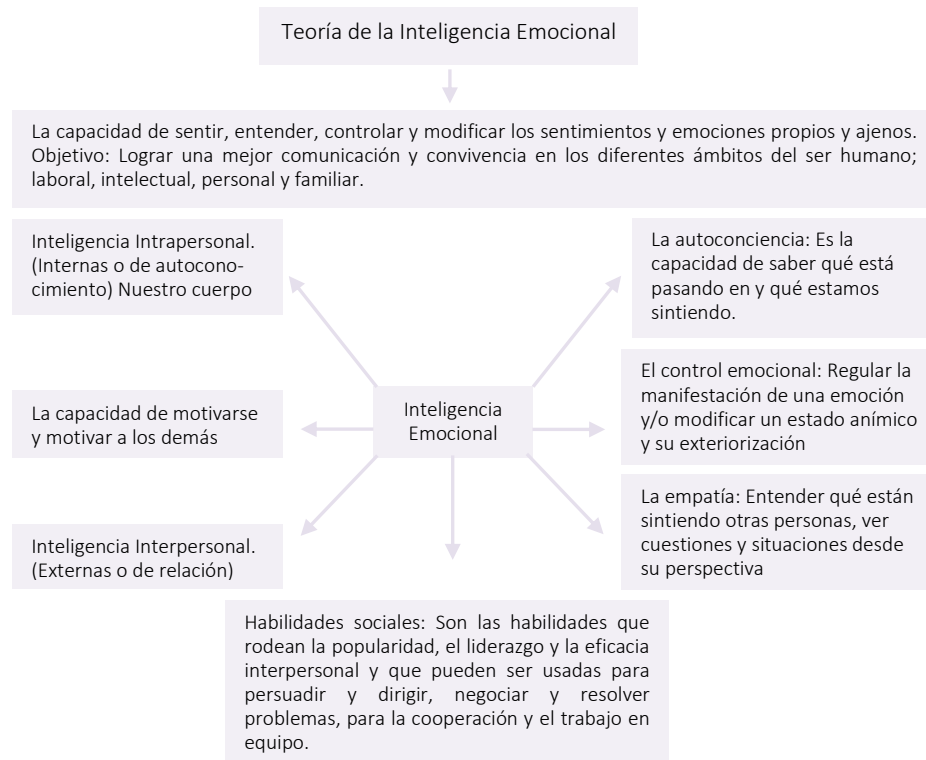 Teoría de la Inteligencia Emocional
La capacidad de sentir, entender, controlar y modificar los sentimientos y emociones propios y ajenos.
Objetivo: Lograr una mejor comunicación y convivencia en los diferentes ámbitos del ser humano;
laboral, intelectual, personal y familiar.
Inteligencia Intrapersonal.
(Internas o de autocono-
cimiento) Nuestro cuerpo
La autoconciencia: Es la
capacidad de saber qué está
pasando en y qué estamos
sintiendo.
La capacidad de motivarse
y motivar a los demás
Inteligencia
Emocional
El control emocional: Regular la
manifestación de una emoción
y/o modificar un estado anímico
y su exteriorización
Inteligencia Interpersonal.
(Externas o de relación)
La empatía: Entender qué están
sintiendo otras personas, ver
cuestiones y situaciones desde
su perspectiva
Habilidades sociales: Son las habilidades que
rodean la popularidad, el liderazgo y la eficacia
interpersonal y que pueden ser usadas para
persuadir y dirigir, negociar y resolver
problemas, para la cooperación y el trabajo en
equipo.